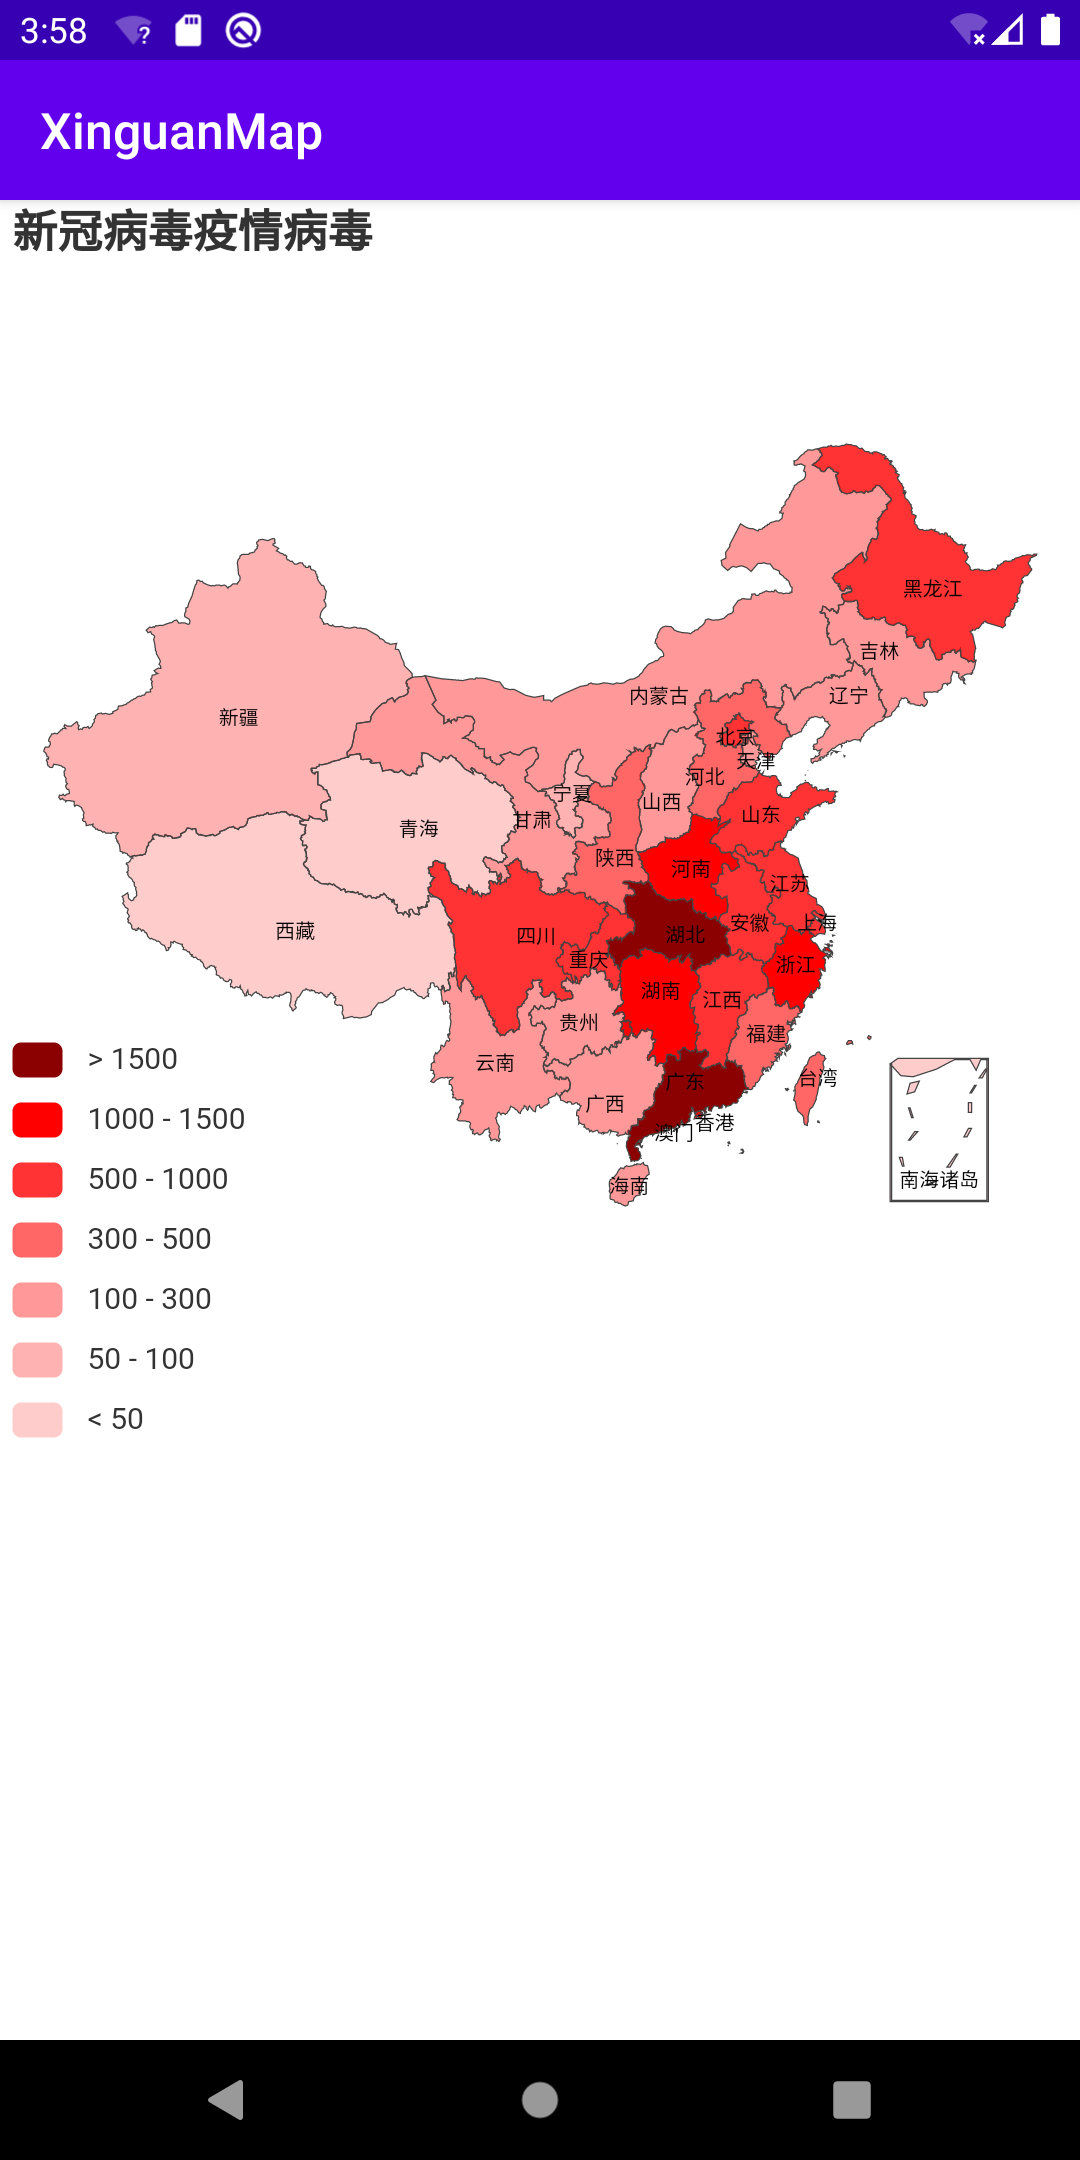 3:58
XinguanMap
新冠病毒疫情病毒
黑龙江
吉林
辽宁
内蒙古
新疆
北京
天津
河北
宁夏
山西
山东
甘肃
青海
陕西
河南
江苏
安徽
上海
西藏
四川
湖北
重庆
浙江
湖南
江西
贵州
福建
云南
台湾
广东
广西
香港
澳门
海南
南海诸岛
> 1500
1000 - 1500
500 - 1000
300 - 500
100 - 300
50 - 100
< 50